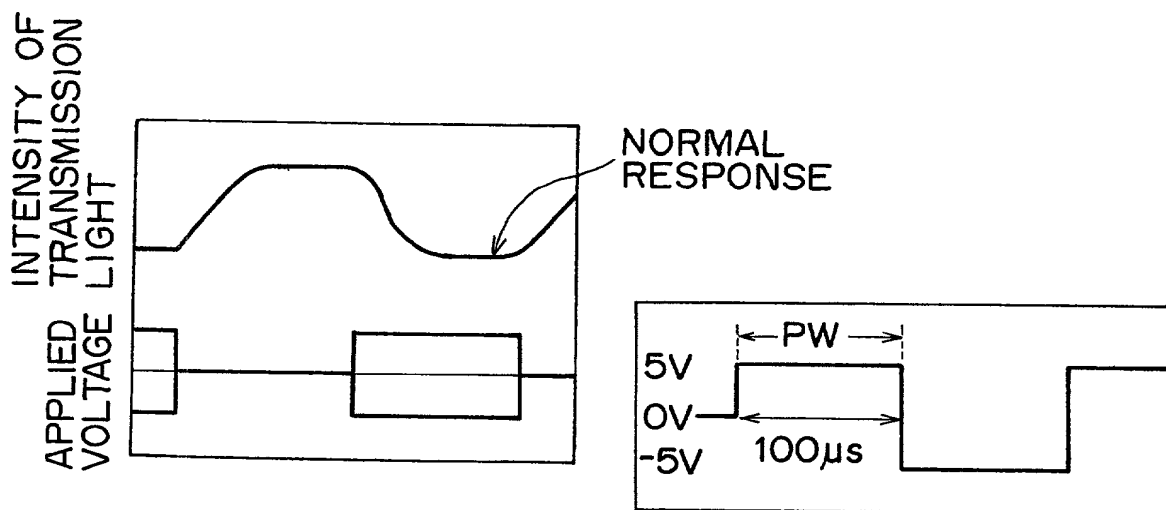 INTENSITY OF
TRANSMISSION
LIGHT
APPLIED
VOLTAGE
NORMAL
RESPONSE
PW
5V
0V
-5V
100μs